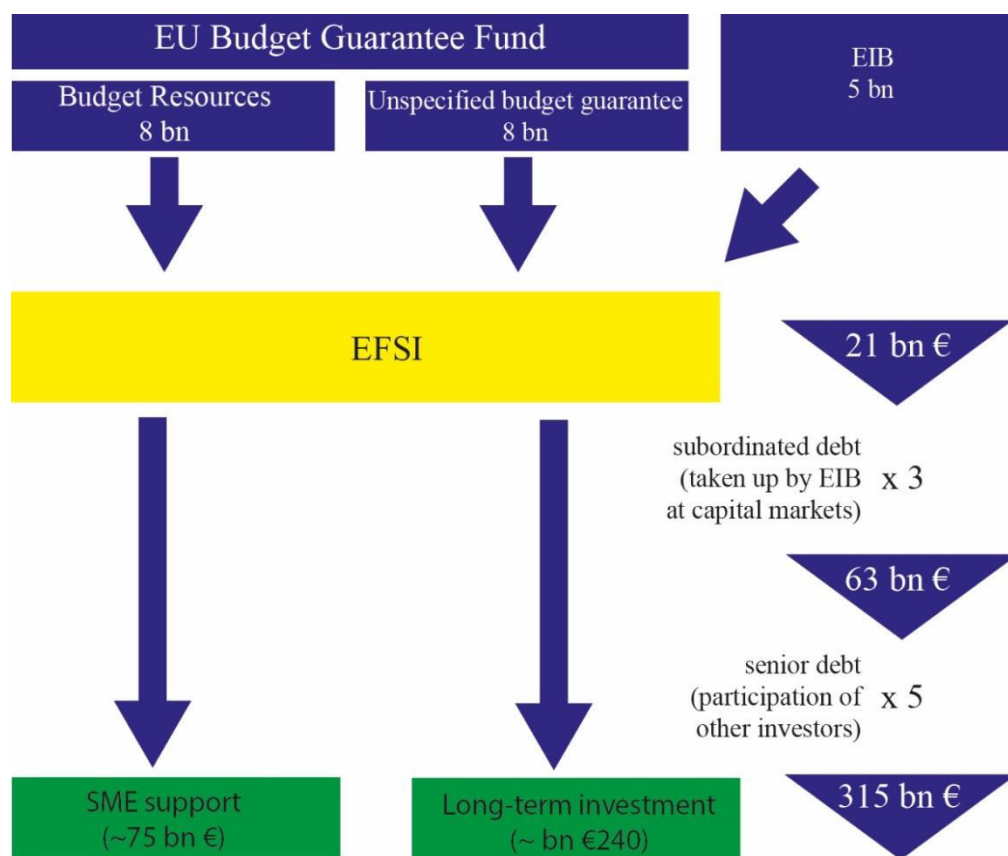 EU Budget Guarantee Fund
Budget Resources
8 bn
Unspecified budget guarantee
8 bn
EIB
5 bn
EFSI
21 bn €
subordinated debt
(taken up by EIB
at capital markets)
x 3
63 bn €
senior debt
(participation of
other investors)
x 5
SME support
(~75 bn €)
Long-term investment
(~ bn €240)
315 bn €